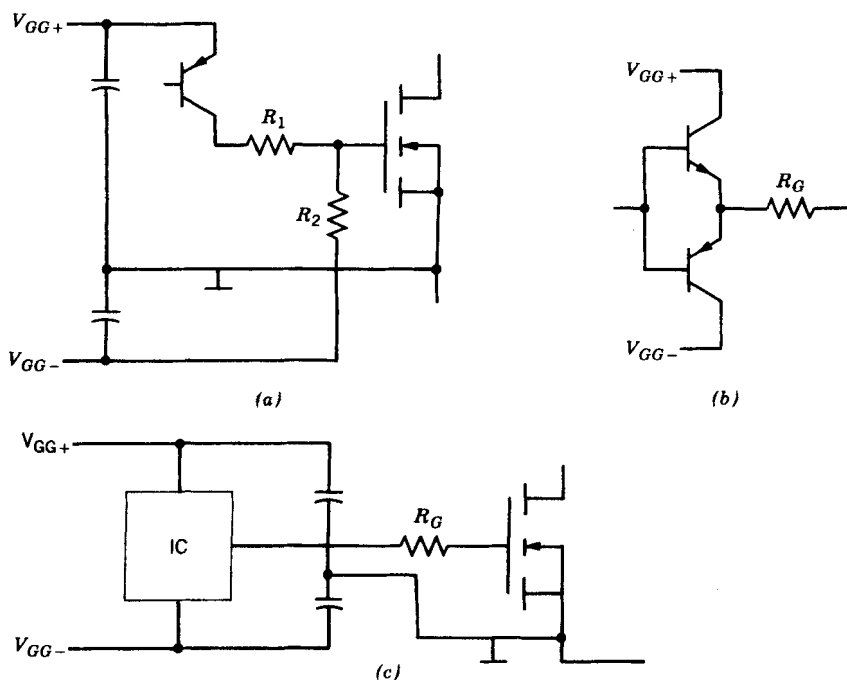 V_GG+
R_1
R_2
V_GG−
(a)
V_GG+
R_G
V_GG−
(b)
V_GG+
IC
R_G
V_GG−
(c)